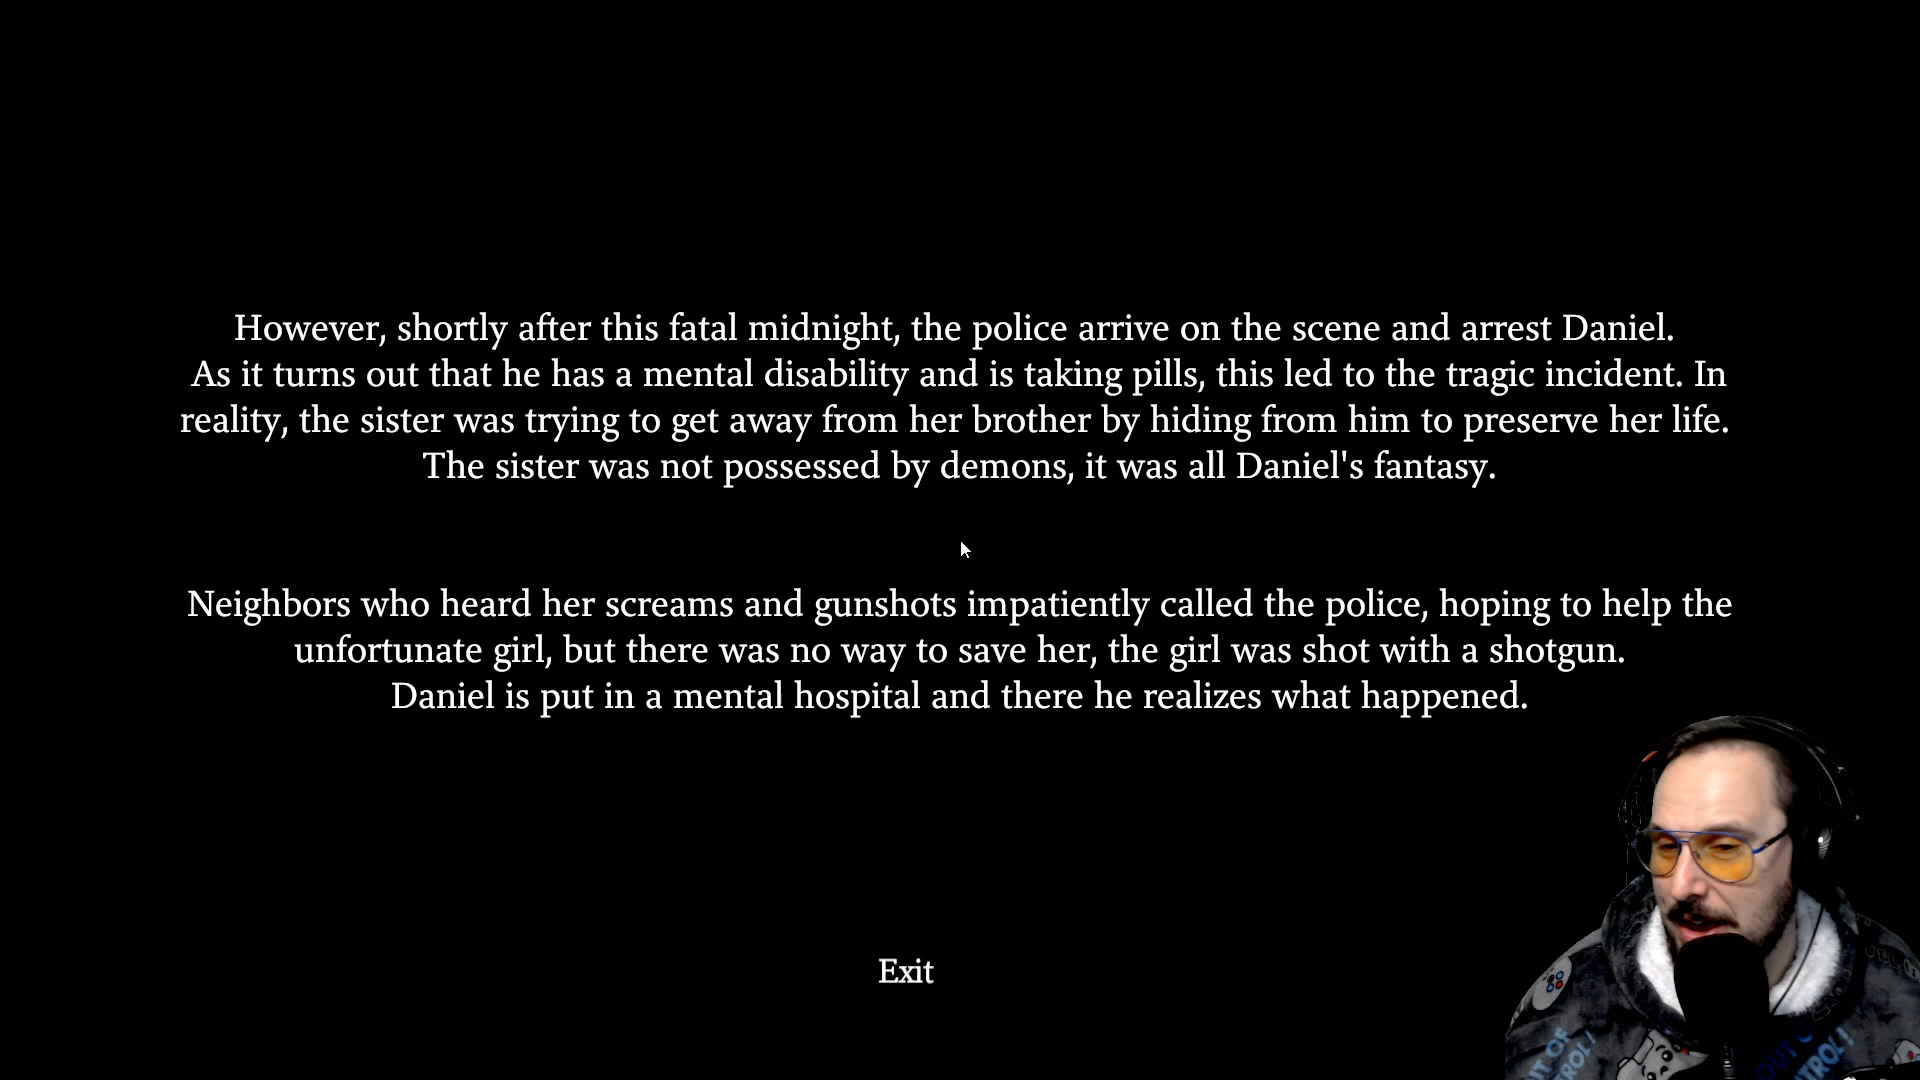 However, shortly after this fatal midnight, the police arrive on the scene and arrest Daniel.
As it turns out that he has a mental disability and is taking pills, this led to the tragic incident. In
reality, the sister was trying to get away from her brother by hiding from him to preserve her life.
The sister was not possessed by demons, it was all Daniel's fantasy.
Neighbors who heard her screams and gunshots impatiently called the police, hoping to help the
unfortunate girl, but there was no way to save her, the girl was shot with a shotgun.
Daniel is put in a mental hospital and there he realizes what happened.
Exit
OUT OF